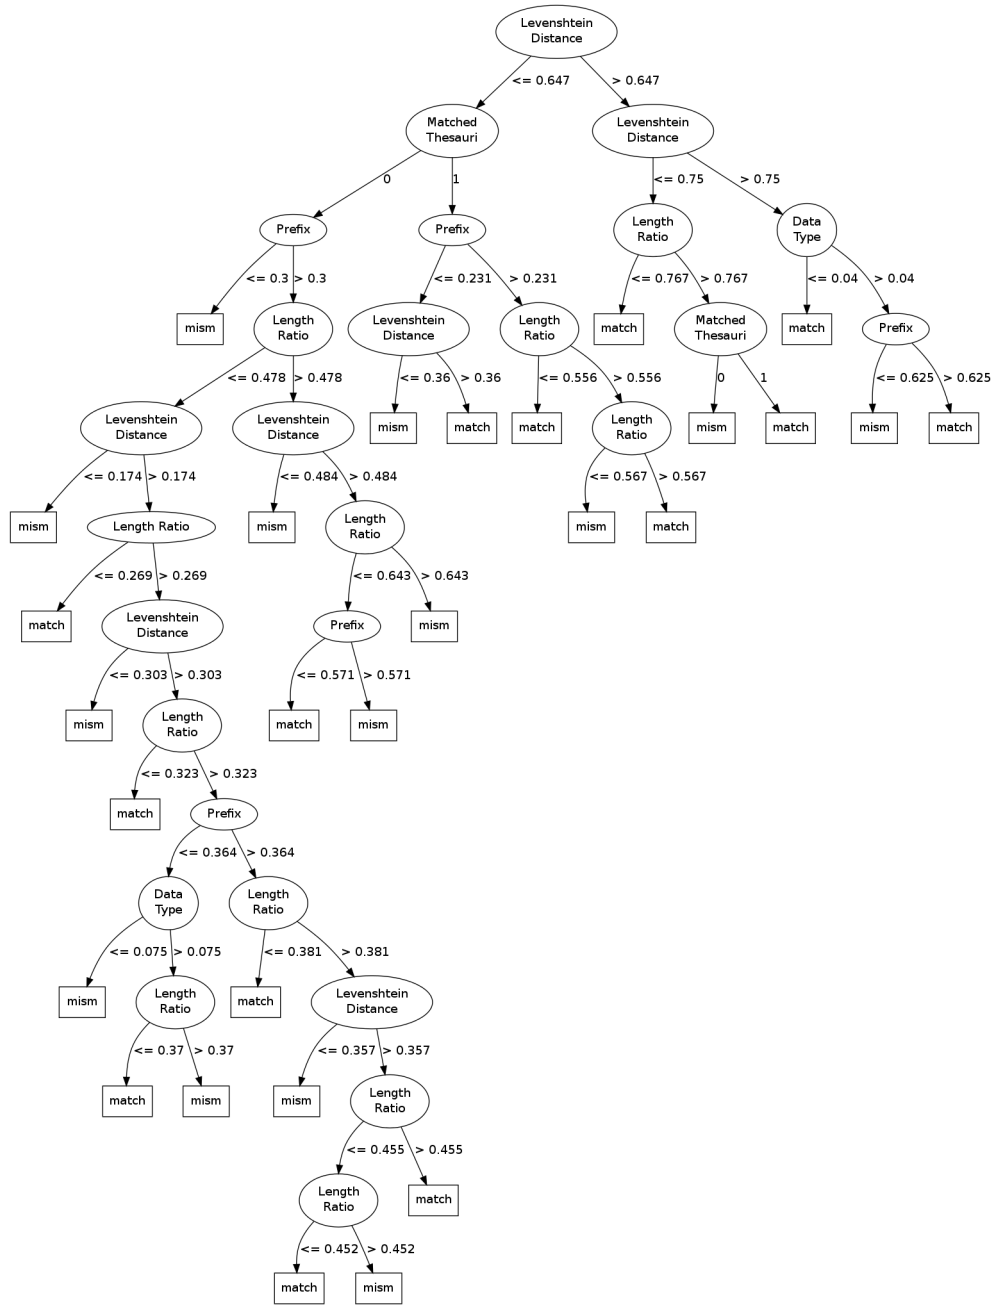 Levenshtein
Distance
<= 0.647
> 0.647
Matched
Thesauri
Levenshtein
Distance
0
1
<= 0.75
> 0.75
Prefix
Prefix
Length
Ratio
Data
Type
<= 0.3
> 0.3
<= 0.231
> 0.231
<= 0.767
> 0.767
<= 0.04
> 0.04
mism
Length
Ratio
Levenshtein
Distance
Length
Ratio
match
Matched
Thesauri
match
Prefix
<= 0.478
> 0.478
<= 0.36
> 0.36
<= 0.556
> 0.556
0
1
<= 0.625
> 0.625
Levenshtein
Distance
Levenshtein
Distance
mism
match
match
Length
Ratio
mism
match
mism
match
<= 0.174
> 0.174
<= 0.484
> 0.484
<= 0.567
> 0.567
mism
Length Ratio
mism
Length
Ratio
mism
match
<= 0.269
> 0.269
<= 0.643
> 0.643
match
Levenshtein
Distance
Prefix
mism
<= 0.303
> 0.303
<= 0.571
> 0.571
mism
Length
Ratio
match
mism
<= 0.323
> 0.323
match
Prefix
<= 0.364
> 0.364
Data
Type
Length
Ratio
<= 0.075
> 0.075
<= 0.381
> 0.381
mism
Length
Ratio
match
Levenshtein
Distance
<= 0.37
> 0.37
<= 0.357
> 0.357
match
mism
mism
Length
Ratio
<= 0.455
> 0.455
Length
Ratio
match
<= 0.452
> 0.452
match
mism